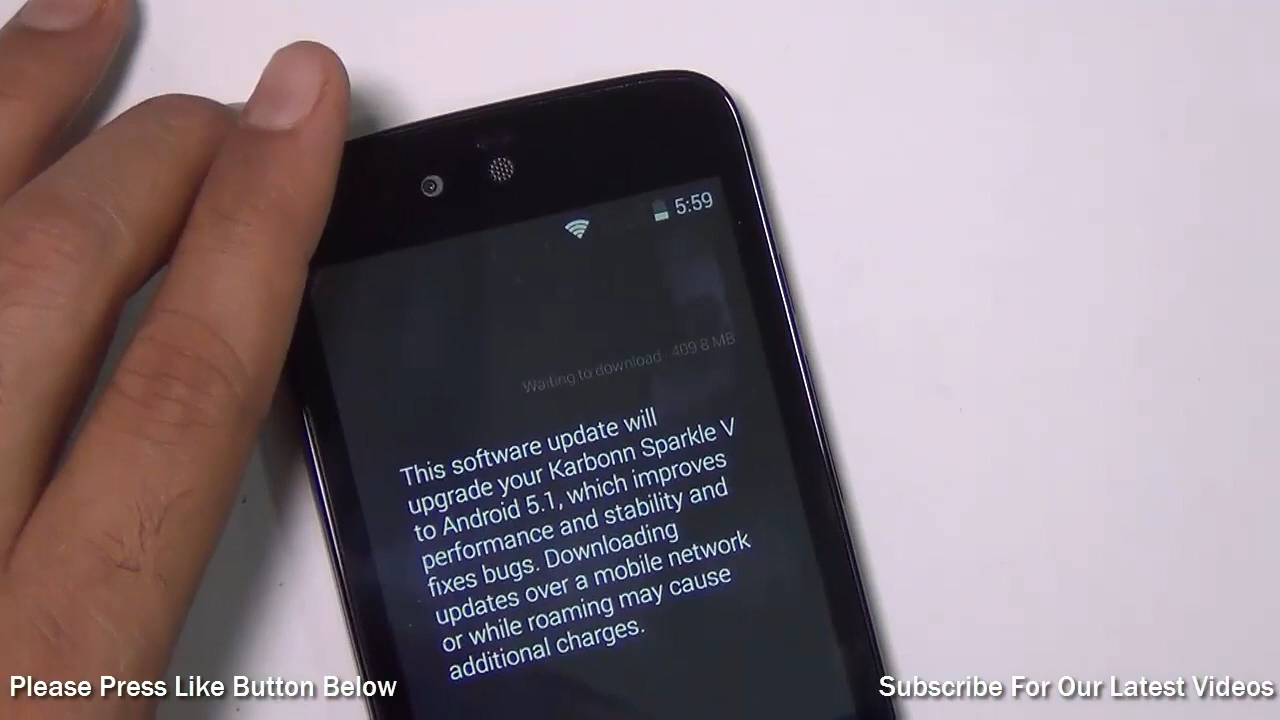 5:59
Waiting to download 409.8 MB
This software update will
upgrade your Karbonn Sparkle V
to Android 5.1, which improves
performance and stability and
fixes bugs. Downloading
updates over a mobile network
or while roaming may cause
additional charges.
Please Press Like Button Below
Subscribe For Our Latest Videos